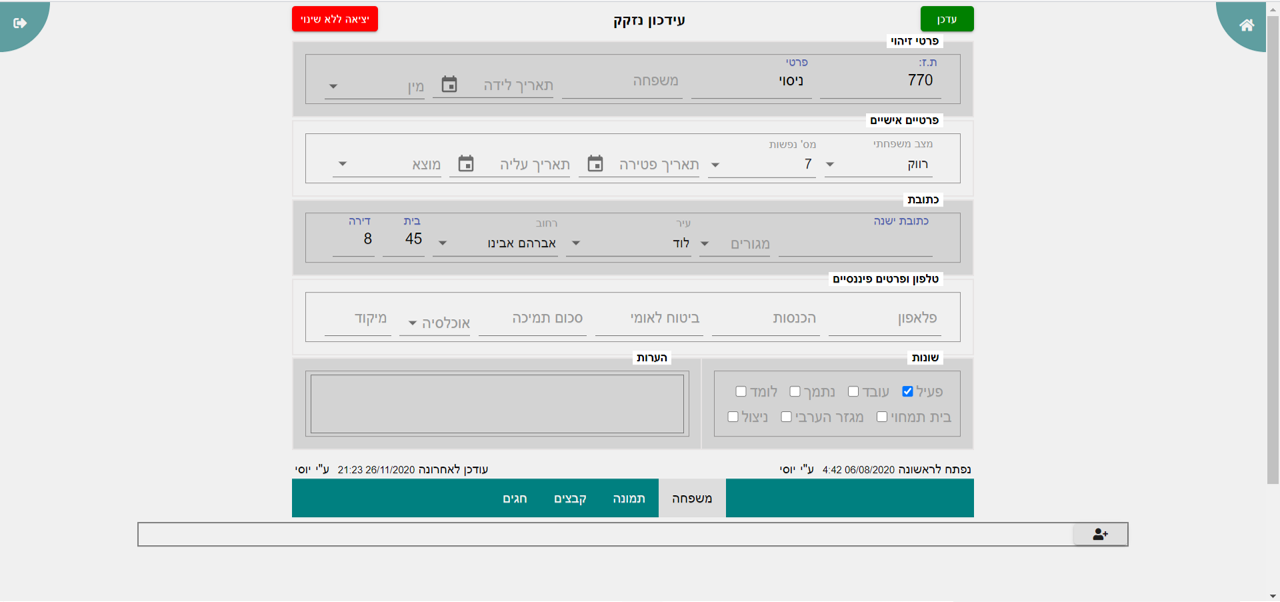 עדכן עידכון נזקק יציאה ללא שינוי
פרטי זיהוי
ת.ז: פרטי
770 ניסוי משפחה תאריך לידה מין
פרטיים אישיים
מצב משפחתי מס' נפשות
רווק 7 תאריך פטירה תאריך עליה מוצא
כתובת
כתובת ישנה עיר רחוב בית דירה
מגורים לוד אברהם אבינו 45 8
טלפון ופרטים פיננסיים
פלאפון הכנסות ביטוח לאומי סכום תמיכה אוכלסיה מיקוד
שונות הערות
פעיל עובד נתמך לומד
בית תמחוי מגזר הערבי ניצול
נפתח לראשונה 06/08/2020 4:42 ע"י יוסי עודכן לאחרונה 26/11/2020 21:23 ע"י יוסי
משפחה תמונה קבצים חגים